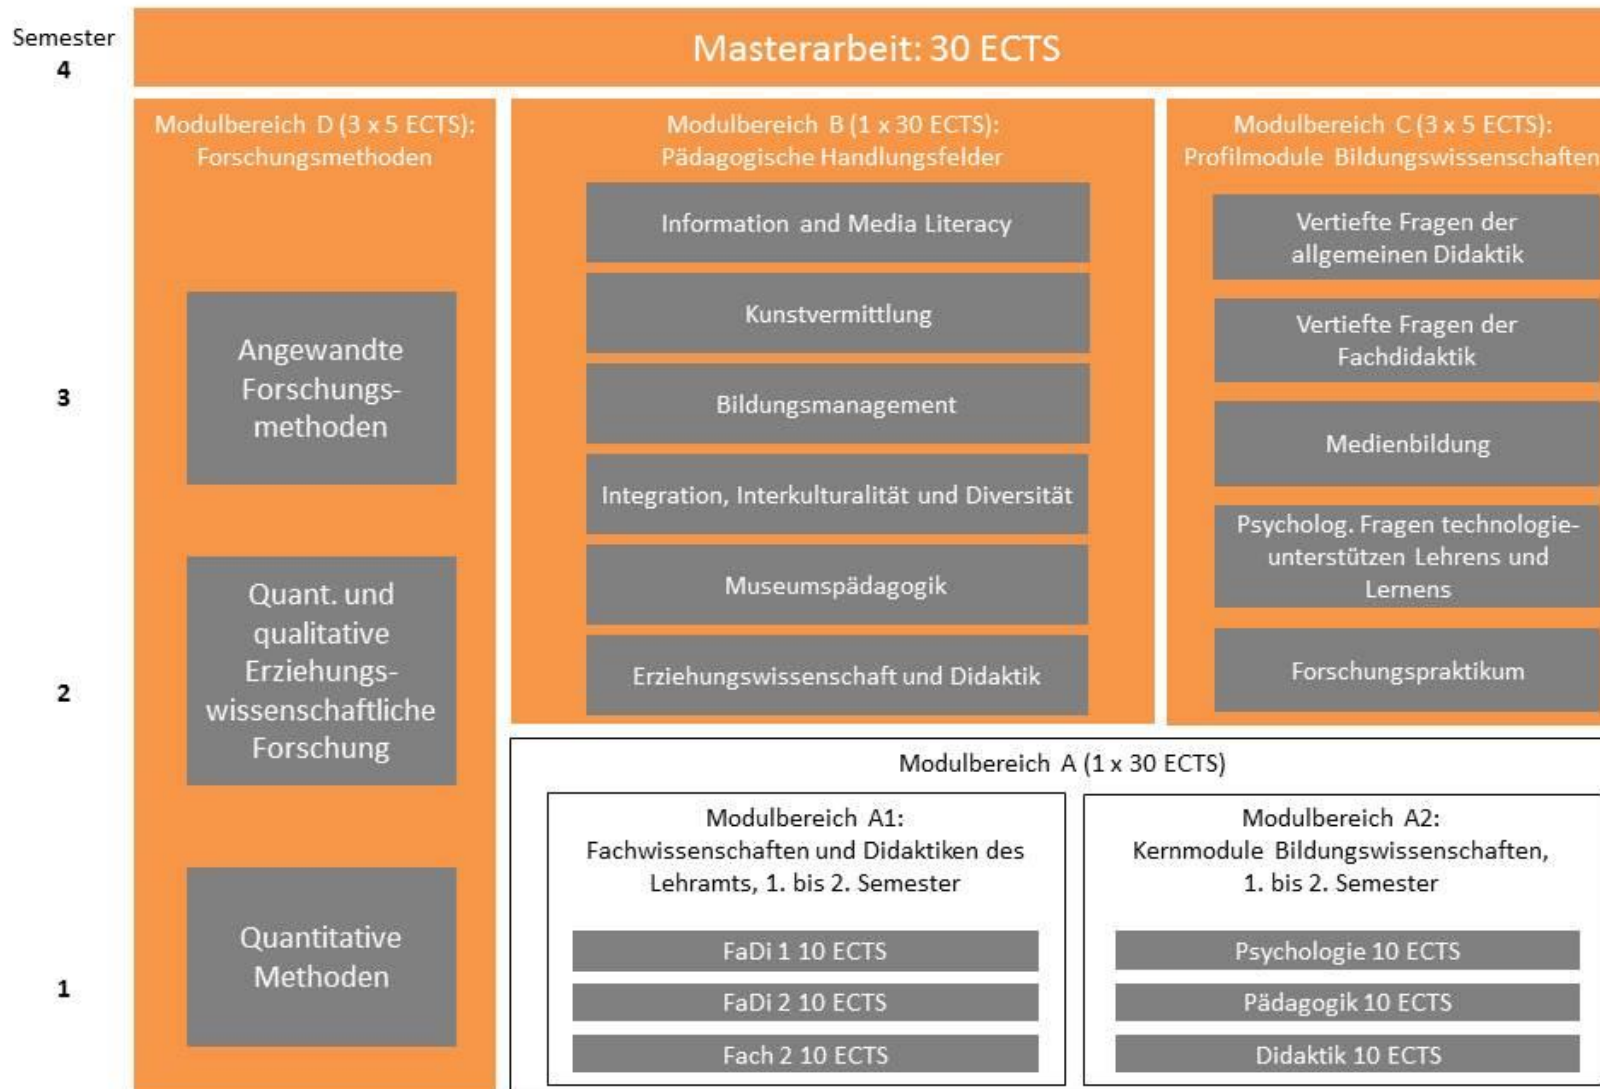 Semester
4
Masterarbeit: 30 ECTS
Modulbereich D (3 x 5 ECTS):
Forschungsmethoden
3
Angewandte
Forschungs-
methoden
2
Quant. und
qualitative
Erziehungs-
wissenschaftliche
Forschung
1
Quantitative
Methoden
Modulbereich B (1 x 30 ECTS):
Pädagogische Handlungsfelder
Information and Media Literacy
Kunstvermittlung
Bildungsmanagement
Integration, Interkulturalität und Diversität
Museumspädagogik
Erziehungswissenschaft und Didaktik
Modulbereich C (3 x 5 ECTS):
Profilmodule Bildungswissenschaften
Vertiefte Fragen der
allgemeinen Didaktik
Vertiefte Fragen der
Fachdidaktik
Medienbildung
Psycholog. Fragen technologie-
unterstützen Lehrens und
Lernens
Forschungspraktikum
Modulbereich A (1 x 30 ECTS)
Modulbereich A1:
Fachwissenschaften und Didaktiken des
Lehramts, 1. bis 2. Semester
FaDi 1 10 ECTS
FaDi 2 10 ECTS
Fach 2 10 ECTS
Modulbereich A2:
Kernmodule Bildungswissenschaften,
1. bis 2. Semester
Psychologie 10 ECTS
Pädagogik 10 ECTS
Didaktik 10 ECTS